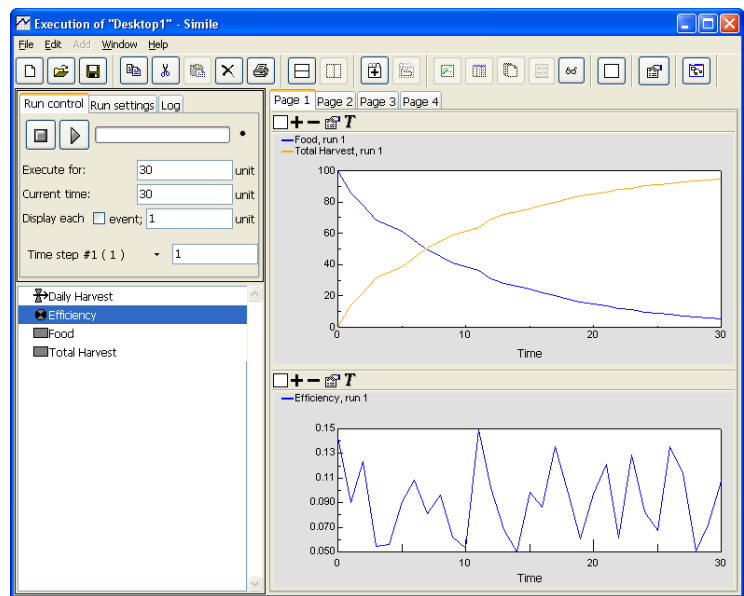 Execution of "Desktop1" - Simile
File Edit Add Window Help
Run control Run settings Log
Execute for: 30 unit
Current time: 30 unit
Display each event; 1 unit
Time step #1 ( 1 ) 1
Daily Harvest
Efficiency
Food
Total Harvest
Page 1 Page 2 Page 3 Page 4
T
Food, run 1
Total Harvest, run 1
100
80
60
40
20
0
0 10 20 30
Time
T
Efficiency, run 1
0.15
0.13
0.11
0.090
0.070
0.050
0 10 20 30
Time